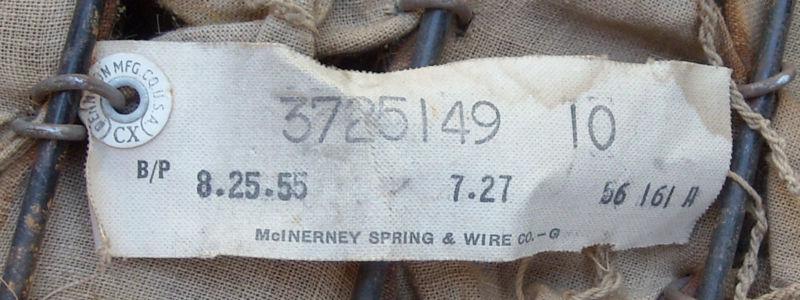 DENNISON MFG.CO.U.S.A.
CX
3725149 10
B/P 8.25.55 7.27 56 161 A
McINERNEY SPRING & WIRE CO.-G